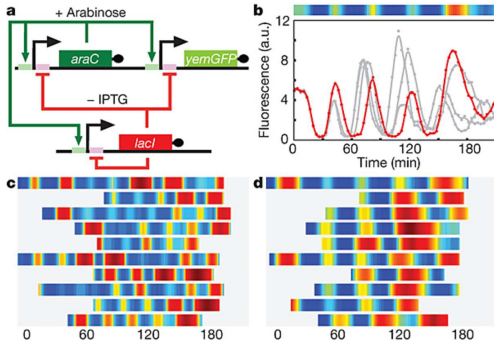 a
+ Arabinose
araC
yemGFP
– IPTG
lacI
b
Fluorescence (a.u.)
12
8
4
0
0 60 120 180
Time (min)
c
0 60 120 180
d
0 60 120 180